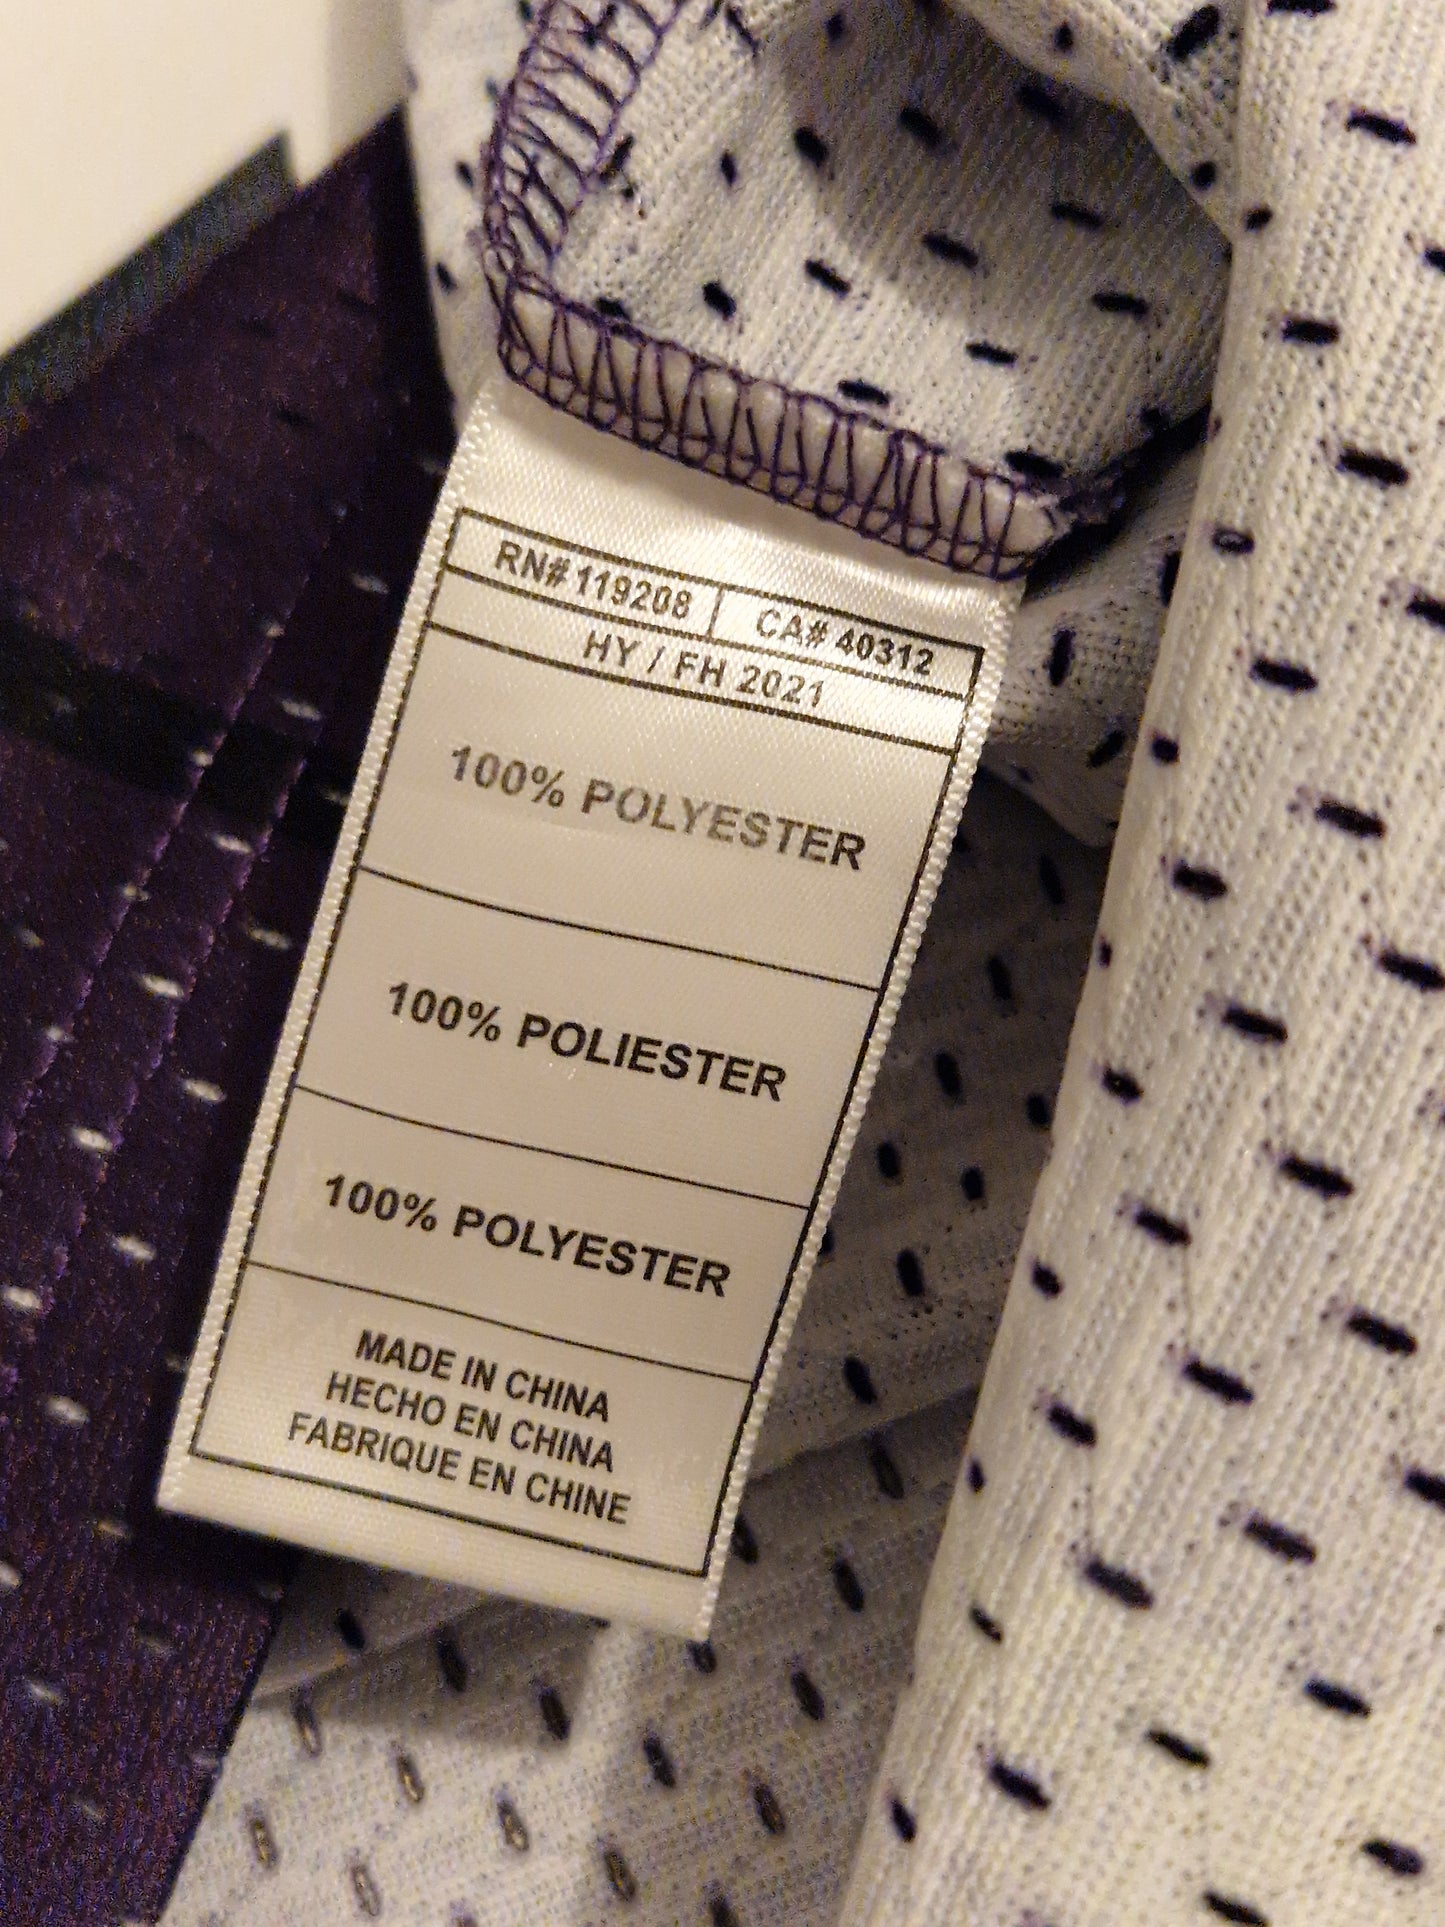 RN# 119208 CA# 40312
HY / FH 2021
100% POLYESTER
100% POLIESTER
100% POLYESTER
MADE IN CHINA
HECHO EN CHINA
FABRIQUE EN CHINE